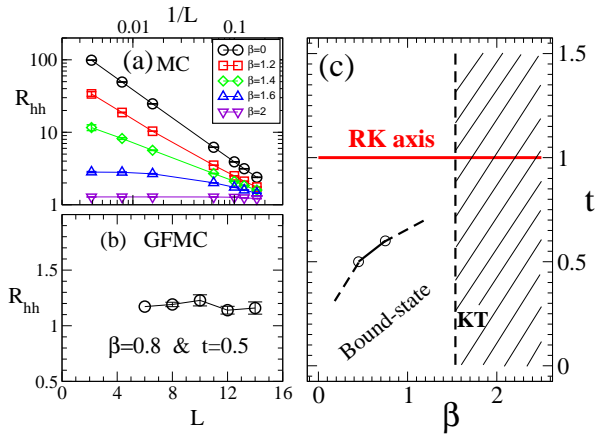 1/L
0.01 0.1
(a) MC
β=0
β=1.2
β=1.4
β=1.6
β=2
100
10
1
Rhh
(b) GFMC
1.5
1
0.5
Rhh
β=0.8 & t=0.5
0 4 8 12 16
L
(c)
RK axis
Bound-state
KT
1.5
1
0.5
0
t
0 1 2
β